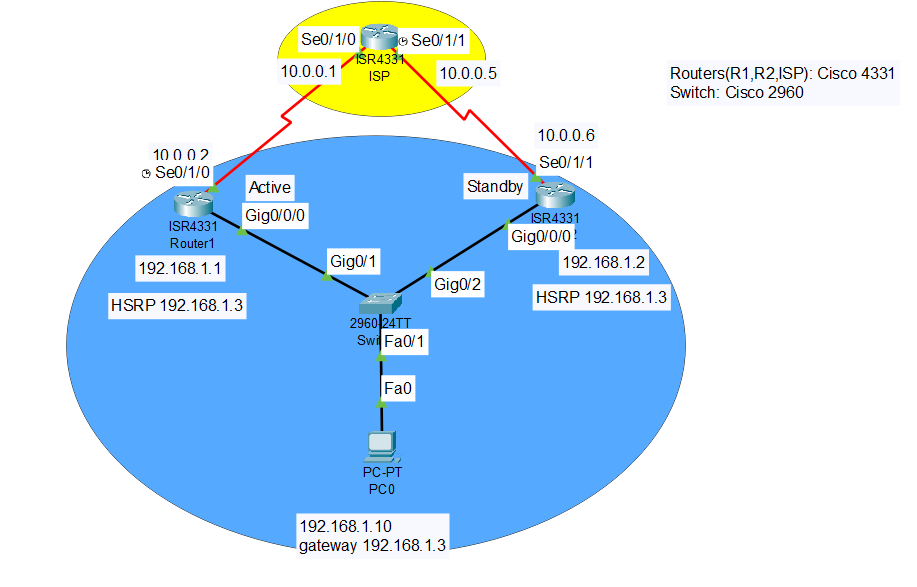 Se0/1/0
Se0/1/1
ISR4331
ISP
10.0.0.1
10.0.0.5
Routers(R1,R2,ISP): Cisco 4331
Switch: Cisco 2960
10.0.0.6
10.0.0.2
Se0/1/0
Se0/1/1
Active
Standby
Gig0/0/0
ISR4331
ISR4331
Router1
Gig0/0/0
192.168.1.1
Gig0/1
192.168.1.2
Gig0/2
HSRP 192.168.1.3
HSRP 192.168.1.3
2960-24TT
Fa0/1
Fa0
PC-PT
PC0
192.168.1.10
gateway 192.168.1.3